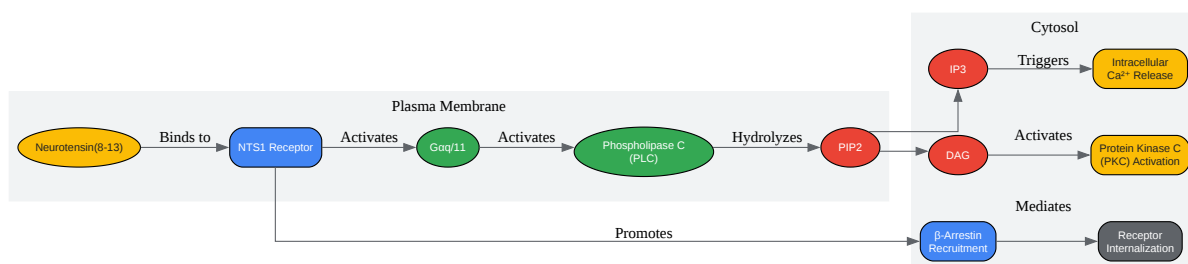 Cytosol
IP3
Triggers
Intracellular
Ca²⁺ Release
Plasma Membrane
Neurotensin(8-13)
Binds to
NTS1 Receptor
Activates
Gαq/11
Activates
Phospholipase C
(PLC)
Hydrolyzes
PIP2
DAG
Activates
Protein Kinase C
(PKC) Activation
Promotes
β-Arrestin
Recruitment
Mediates
Receptor
Internalization